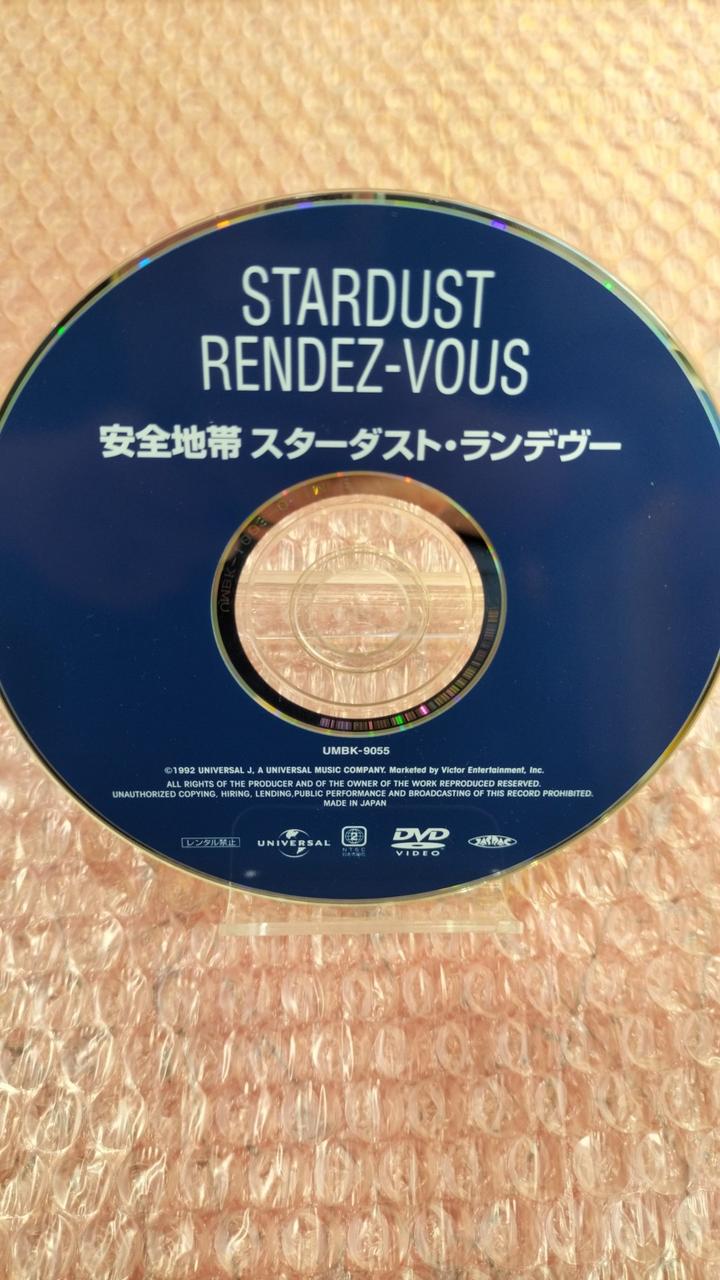 STARDUST
RENDEZ-VOUS
安全地帯 スターダスト・ランデヴー
UMBK-9055
©1992 UNIVERSAL J, A UNIVERSAL MUSIC COMPANY. Marketed by Victor Entertainment, Inc.
ALL RIGHTS OF THE PRODUCER AND OF THE OWNER OF THE WORK REPRODUCED RESERVED.
UNAUTHORIZED COPYING, HIRING, LENDING,PUBLIC PERFORMANCE AND BROADCASTING OF THIS RECORD PROHIBITED.
MADE IN JAPAN
レンタル禁止 UNIVERSAL 2 NTSC DVD VIDEO